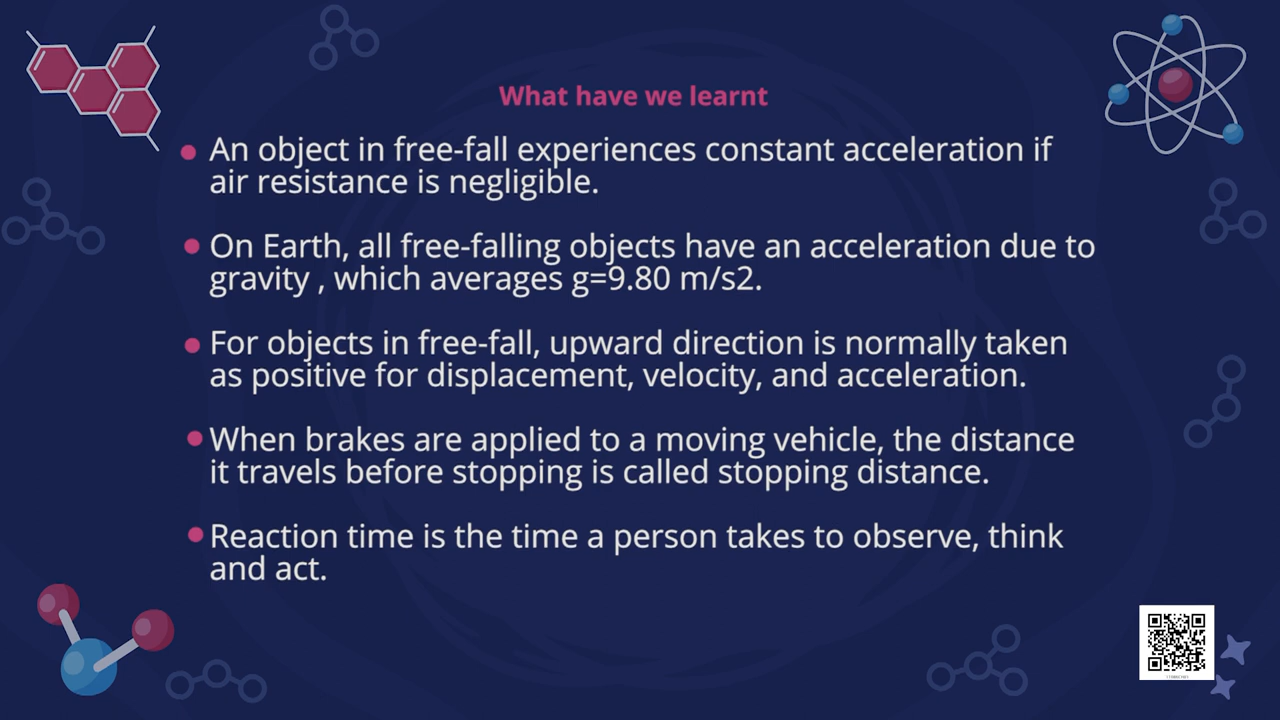 What have we learnt
An object in free-fall experiences constant acceleration if
air resistance is negligible.
On Earth, all free-falling objects have an acceleration due to
gravity , which averages g=9.80 m/s2.
For objects in free-fall, upward direction is normally taken
as positive for displacement, velocity, and acceleration.
When brakes are applied to a moving vehicle, the distance
it travels before stopping is called stopping distance.
Reaction time is the time a person takes to observe, think
and act.